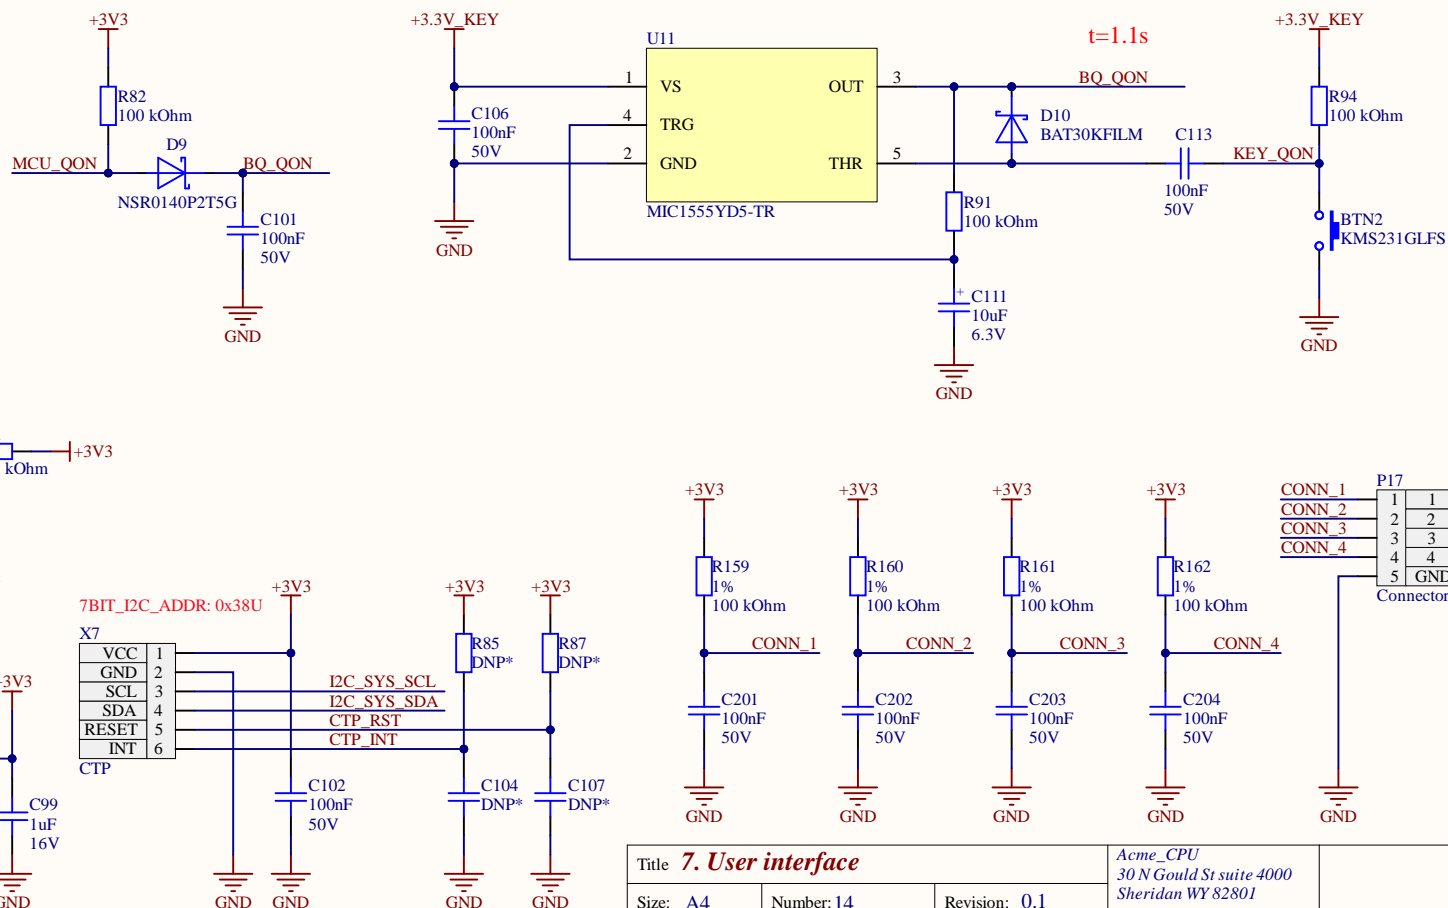 +3V3
R82
100 kOhm
D9
MCU_QON
BQ_QON
NSR0140P2T5G
C101
100nF
50V
GND
+3.3V_KEY
C106
100nF
50V
GND
U11
1
VS
4
TRG
2
GND
OUT
3
THR
5
MIC1555YD5-TR
t=1.1s
BQ_QON
D10
BAT30KFILM
C113
100nF
50V
KEY_QON
R91
100 kOhm
+
C111
10uF
6.3V
GND
+3.3V_KEY
R94
100 kOhm
BTN2
KMS231GLFS
GND
+3V3
kOhm
7BIT_I2C_ADDR: 0x38U
X7
VCC 1
GND 2
SCL 3
SDA 4
RESET 5
INT 6
CTP
I2C_SYS_SCL
I2C_SYS_SDA
CTP_RST
CTP_INT
+3V3
+3V3
+3V3
R85
DNP*
R87
DNP*
C102
100nF
50V
C104
DNP*
C107
DNP*
GND
GND
GND
GND
+3V3
C99
1uF
16V
GND
+3V3
+3V3
+3V3
+3V3
R159
1%
100 kOhm
R160
1%
100 kOhm
R161
1%
100 kOhm
R162
1%
100 kOhm
CONN_1
CONN_2
CONN_3
CONN_4
C201
100nF
50V
C202
100nF
50V
C203
100nF
50V
C204
100nF
50V
GND
GND
GND
GND
P17
CONN_1 1 1
CONN_2 2 2
CONN_3 3 3
CONN_4 4 4
5 GND
Connector
GND
Title 7. User interface
Size: A4
Number: 14
Revision: 0.1
Acme_CPU
30 N Gould St suite 4000
Sheridan WY 82801